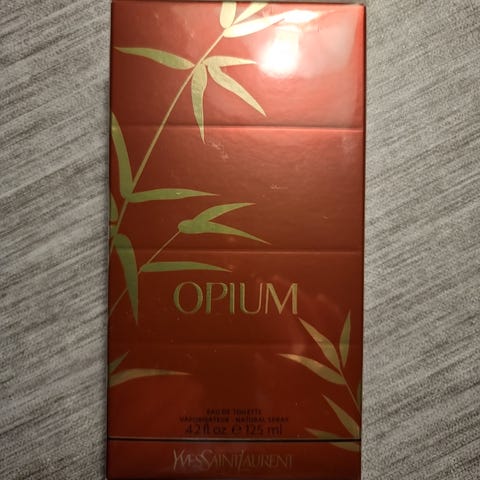 OPIUM
EAU DE TOILETTE
VAPORISATEUR - NATURAL SPRAY
4.2 fl oz ℮ 125 ml
YVESSAINTLAURENT